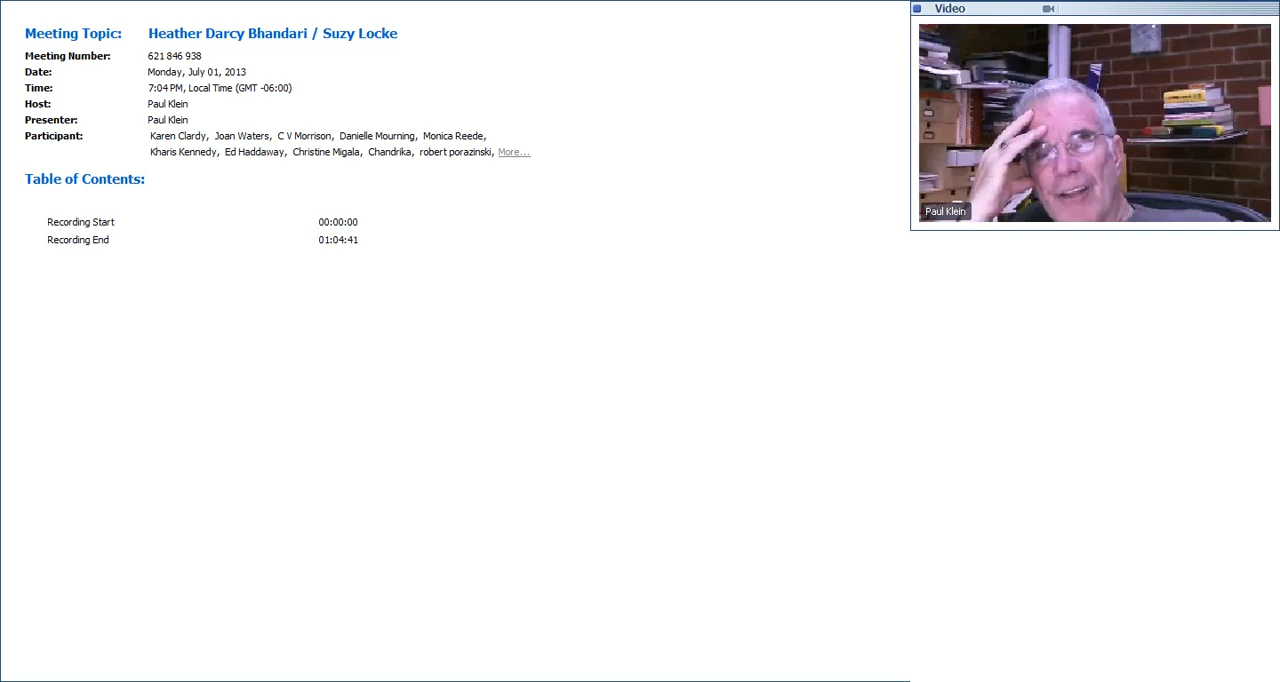 Meeting Topic: Heather Darcy Bhandari / Suzy Locke
Meeting Number: 621 846 938
Date: Monday, July 01, 2013
Time: 7:04 PM, Local Time (GMT -06:00)
Host: Paul Klein
Presenter: Paul Klein
Participant: Karen Clardy, Joan Waters, C V Morrison, Danielle Mourning, Monica Reede,
Kharis Kennedy, Ed Haddaway, Christine Migala, Chandrika, robert porazinski, More...
Table of Contents:
Recording Start 00:00:00
Recording End 01:04:41
Video
Paul Klein